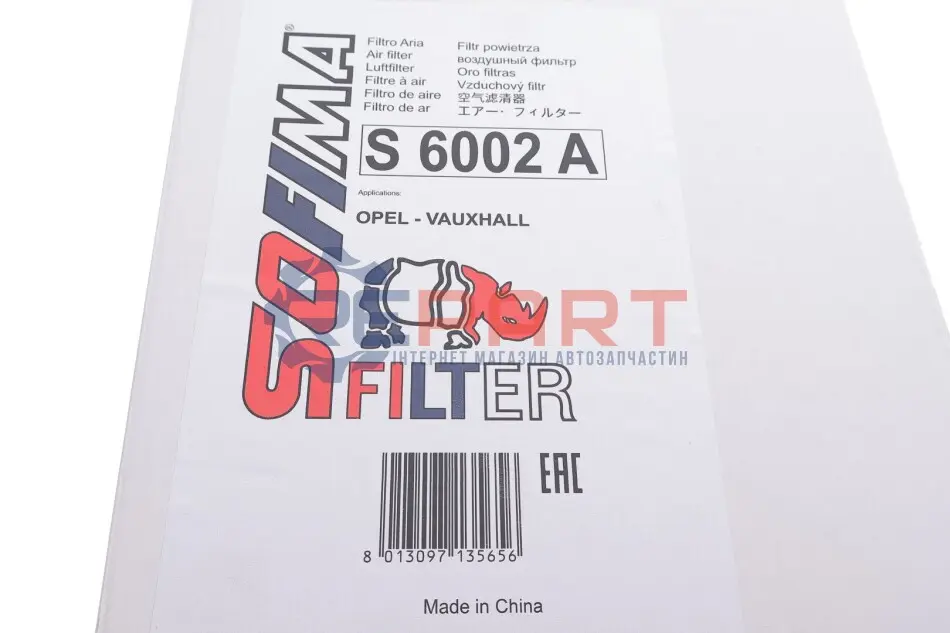 SOFIMA®
Filtro Aria
Air filter
Luftfilter
Filtre à air
Filtro de aire
Filtro de ar
Filtr powietrza
воздушный фильтр
Oro filtras
Vzduchový filtr
空气滤清器
エアー・フィルター
S 6002 A
Applications:
OPEL - VAUXHALL
REPART
ІНТЕРНЕТ МАГАЗИН АВТОЗАПЧАСТИН
FILTER
EAC
8 013097 135656
Made in China